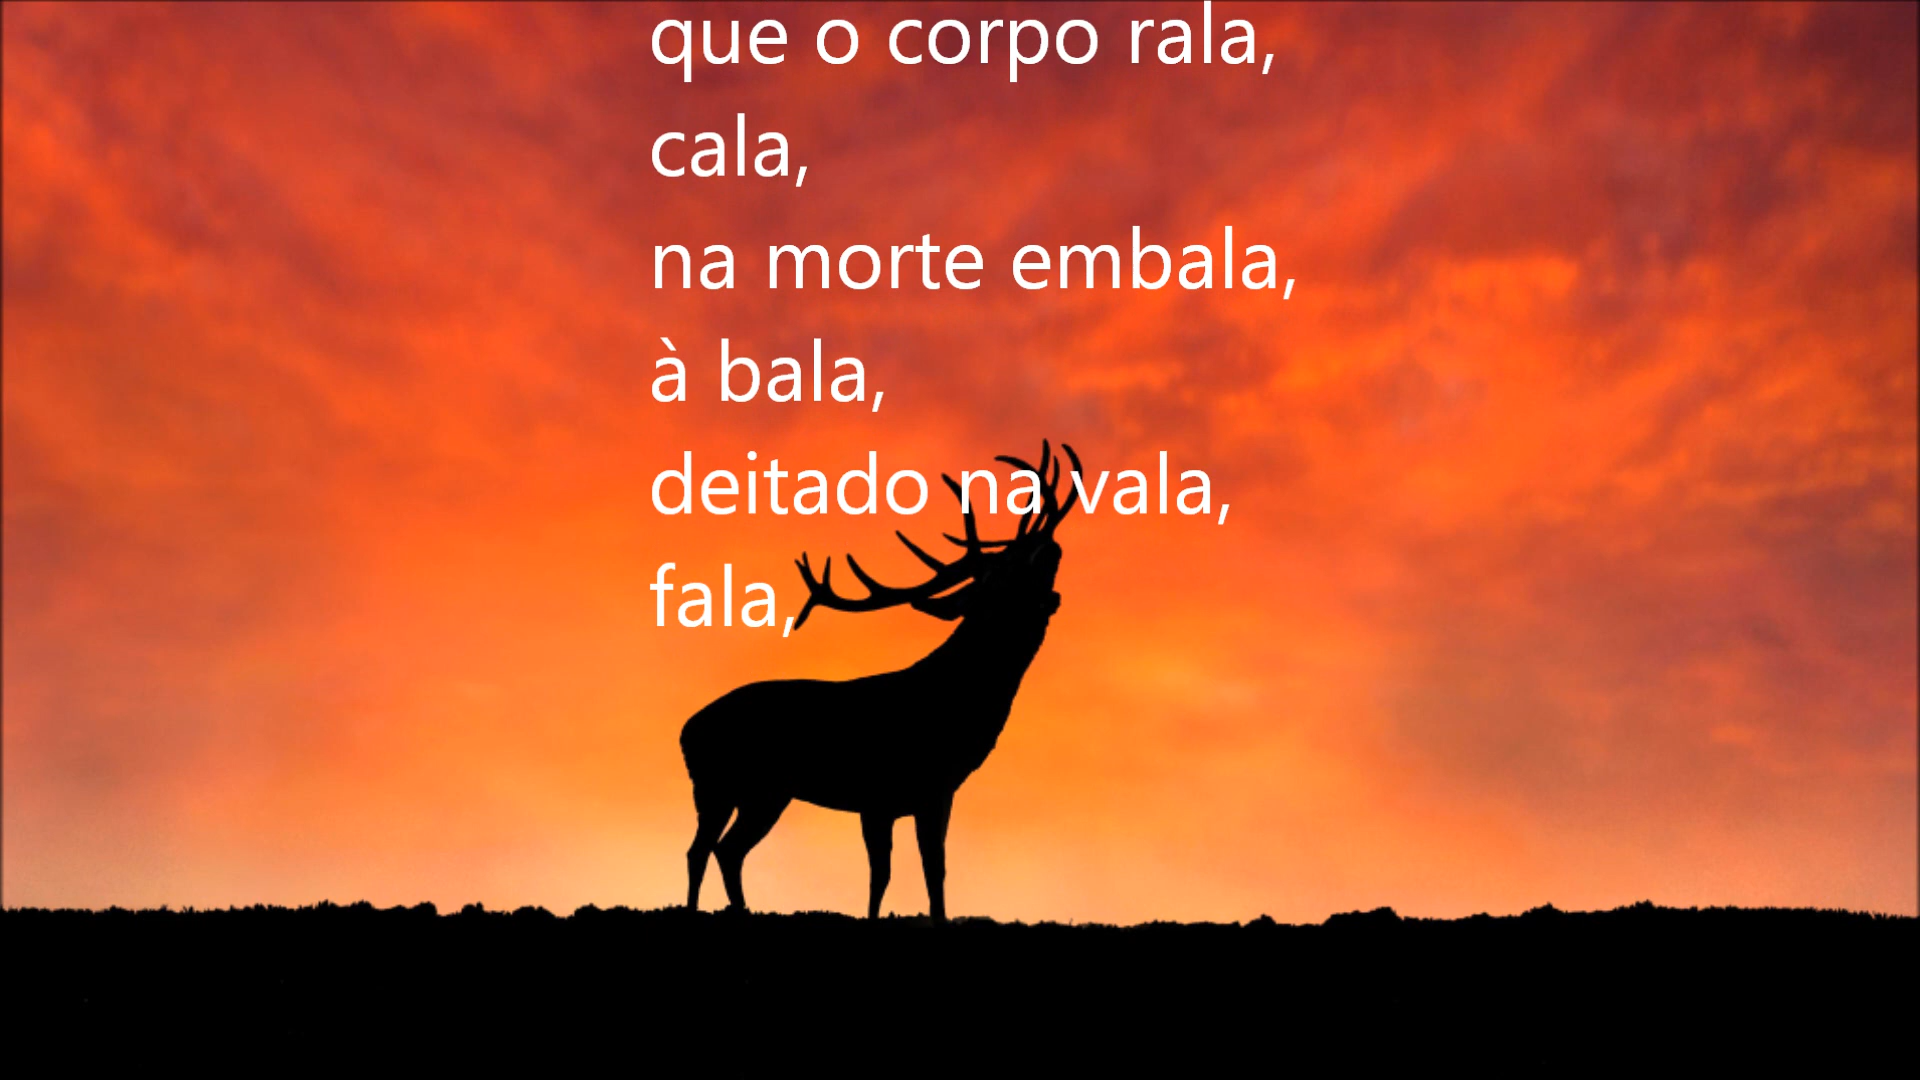 que o corpo rala,
cala,
na morte embala,
à bala,
deitado na vala,
fala,